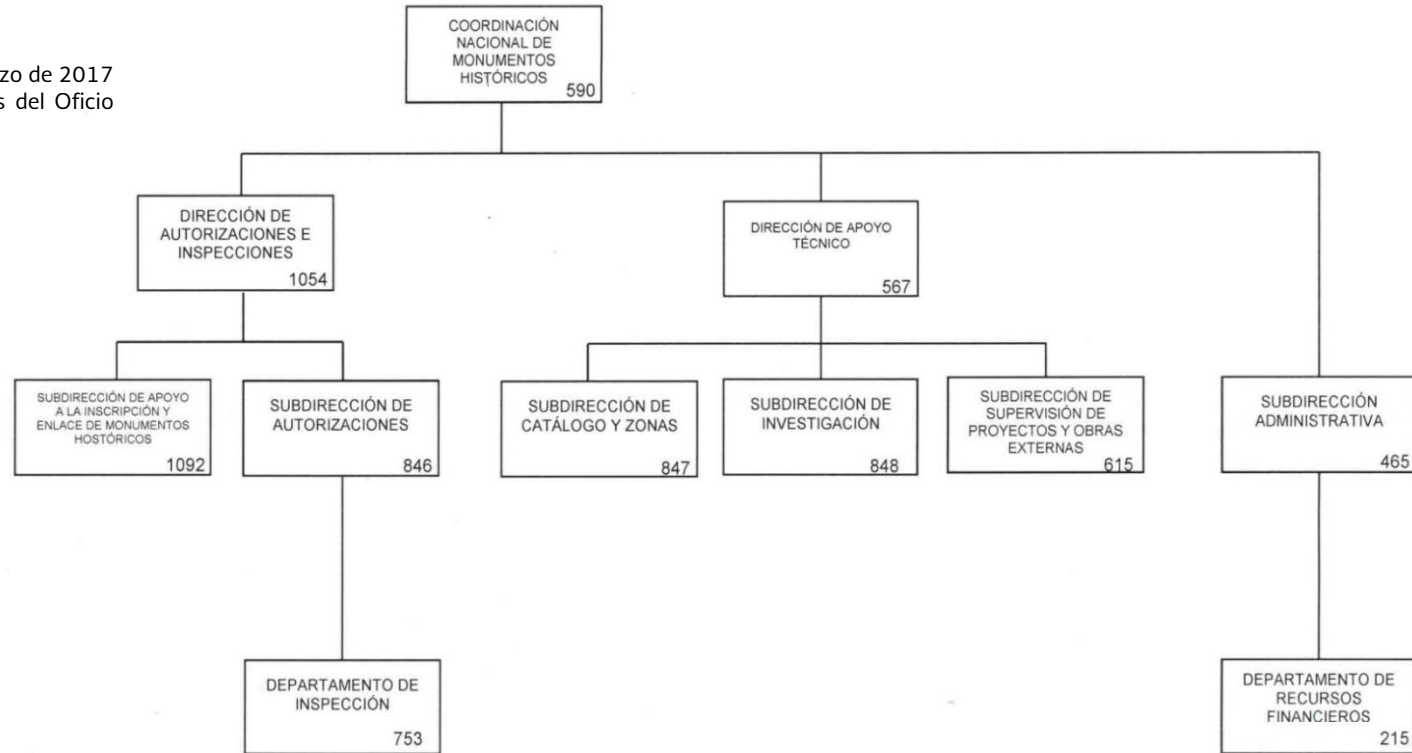 COORDINACIÓN
NACIONAL DE
MONUMENTOS
HISTÓRICOS
590
de 2017
del Oficio
DIRECCIÓN DE
AUTORIZACIONES E
INSPECCIONES
1054
DIRECCIÓN DE APOYO
TÉCNICO
567
SUBDIRECCIÓN DE APOYO
A LA INSCRIPCIÓN Y
ENLACE DE MONUMENTOS
HOSTÓRICOS
1092
SUBDIRECCIÓN DE
AUTORIZACIONES
846
SUBDIRECCIÓN DE
CATÁLOGO Y ZONAS
847
SUBDIRECCIÓN DE
INVESTIGACIÓN
848
SUBDIRECCIÓN DE
SUPERVISIÓN DE
PROYECTOS Y OBRAS
EXTERNAS
615
SUBDIRECCIÓN
ADMINISTRATIVA
465
DEPARTAMENTO DE
INSPECCIÓN
753
DEPARTAMENTO DE
RECURSOS
FINANCIEROS
215